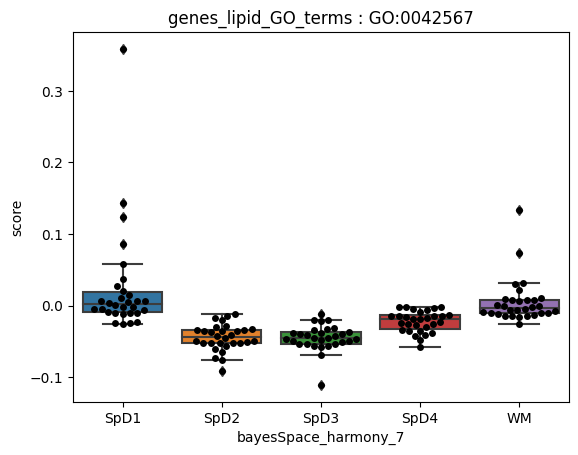 genes_lipid_GO_terms : GO:0042567
score
0.3
0.2
0.1
0.0
−0.1
SpD1 SpD2 SpD3 SpD4 WM
bayesSpace_harmony_7